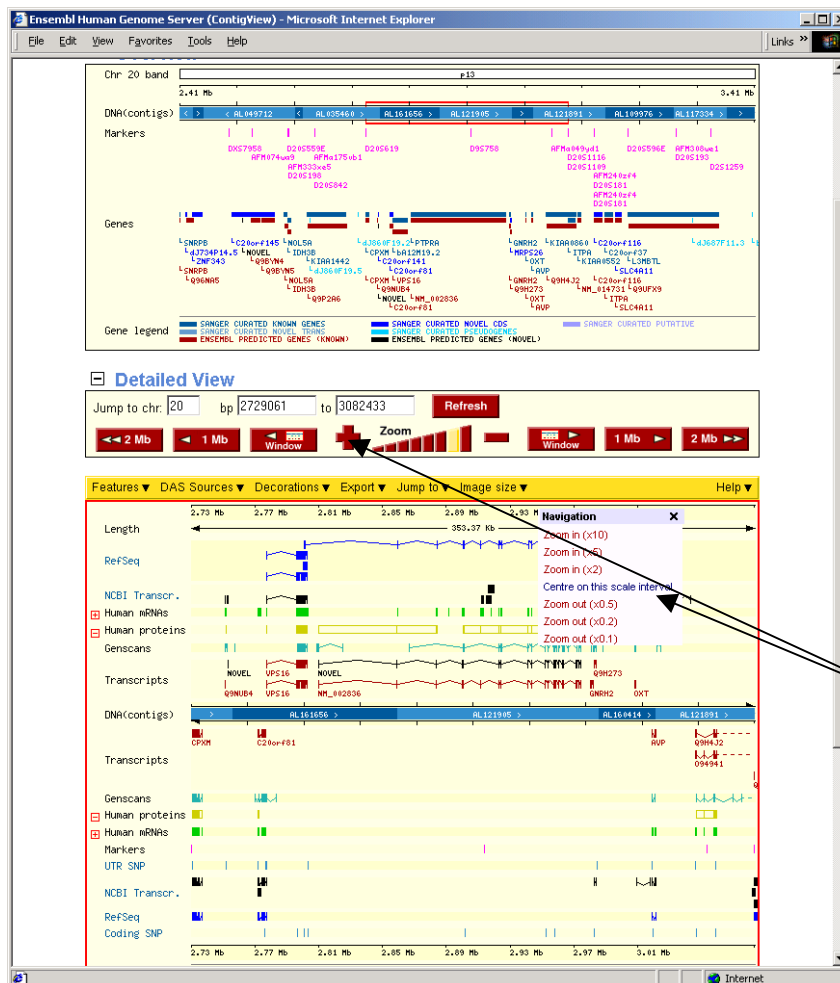 Ensembl Human Genome Server (ContigView) - Microsoft Internet Explorer
File Edit View Favorites Tools Help Links »
Chr 20 band p13
2.41 Mb 3.41 Mb
DNA(contigs) < AL049712 < AL035460 > AL161656 > AL121905 > > AL121891 > AL109976 > AL117334 > >
Markers
DXS7958 D20S559E D20S619 D9S758 AFMa049yd1 D20S596E AFM308we1
AFM074wa9 AFMa175wb1 D20S1116 D20S193
AFM333xe5 D20S1109 D2S1259
D20S198 AFM240zf4
D20S842 D20S181
AFM240zf4
D20S181
Genes
SNRPB C20orf145 NOL5A dJ860F19.2 PTPRA GNRH2 KIAA0860 C20orf116 dJ687F11.3
dJ734P14.5 NOVEL IDH3B CPXM bA12M19.2 MRPS26 ITPA C20orf37
ZNF343 Q9BYN4 KIAA1442 C20orf141 OXT KIAA0552 L3MBTL
SNRPB Q9BYN5 dJ860F19.5 C20orf81 AVP SLC4A11
Q96NA5 NOL5A CPXM VPS16 GNRH2 Q9H4J2 C20orf116
IDH3B Q9NUB4 Q9H273 NM_014731 Q9UFX9
Q9P2A6 NOVEL NM_002836 OXT ITPA
C20orf81 AVP SLC4A11
Gene legend SANGER CURATED KNOWN GENES SANGER CURATED NOVEL CDS SANGER CURATED PUTATIVE
SANGER CURATED NOVEL TRANS SANGER CURATED PSEUDOGENES
ENSEMBL PREDICTED GENES (KNOWN) ENSEMBL PREDICTED GENES (NOVEL)
Detailed View
Jump to chr: 20 bp 2729061 to 3082433 Refresh
2 Mb 1 Mb Window Zoom Window 1 Mb 2 Mb
Features DAS Sources Decorations Export Jump to Image size Help
2.73 Mb 2.77 Mb 2.81 Mb 2.85 Mb 2.89 Mb 2.93 M
Length 353.37 Kb
Navigation X
Zoom in (x10)
Zoom in (x5)
Zoom in (x2)
Centre on this scale interval
Zoom out (x0.5)
Zoom out (x0.2)
Zoom out (x0.1)
RefSeq
NCBI Transcr.
Human mRNAs
Human proteins
Genscans
Transcripts
NOVEL VPS16 NOVEL Q9H273
Q9NUB4 VPS16 NM_002836 GNRH2 OXT
DNA(contigs) > AL161656 > AL121905 > AL160414 > AL121891 >
CPXM C20orf81 AVP Q9H4J2
Transcripts O94941
Q
Genscans
Human proteins
Human mRNAs
Markers
UTR SNP
NCBI Transcr.
RefSeq
Coding SNP
2.73 Mb 2.77 Mb 2.81 Mb 2.85 Mb 2.89 Mb 2.93 Mb 2.97 Mb 3.01 Mb
Internet